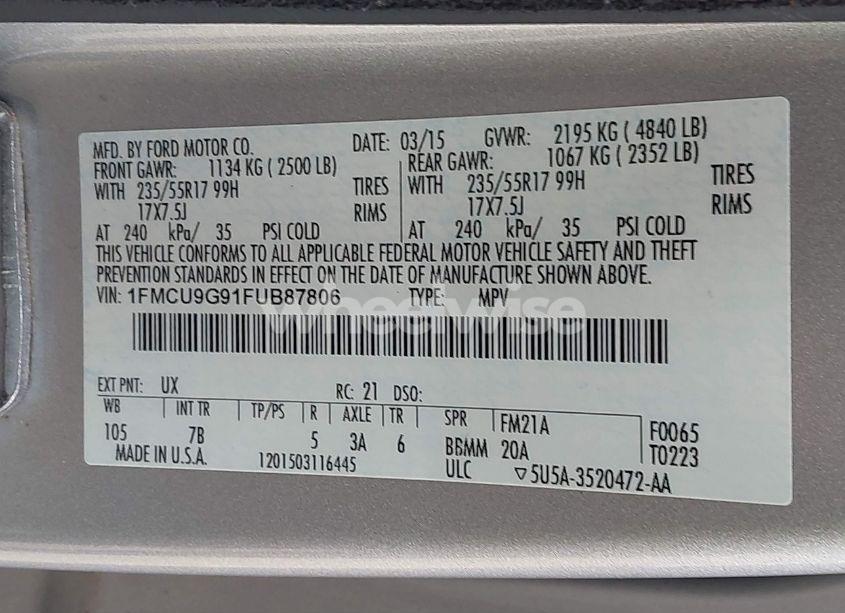 MFD. BY FORD MOTOR CO. DATE: 03/15 GVWR: 2195 KG ( 4840 LB)
FRONT GAWR: 1134 KG ( 2500 LB) REAR GAWR: 1067 KG ( 2352 LB)
WITH 235/55R17 99H TIRES WITH 235/55R17 99H TIRES
17X7.5J RIMS 17X7.5J RIMS
AT 240 kPa/ 35 PSI COLD AT 240 kPa/ 35 PSI COLD
THIS VEHICLE CONFORMS TO ALL APPLICABLE FEDERAL MOTOR VEHICLE SAFETY AND THEFT
PREVENTION STANDARDS IN EFFECT ON THE DATE OF MANUFACTURE SHOWN ABOVE.
VIN: 1FMCU9G91FUB87806 TYPE: MPV
wheelwise
EXT PNT: UX RC: 21 DSO:
WB INT TR TP/PS R AXLE TR SPR FM21A F0065
105 7B 5 3A 6 BBMM 20A T0223
MADE IN U.S.A. 1201503116445 ULC ▽5U5A-3520472-AA